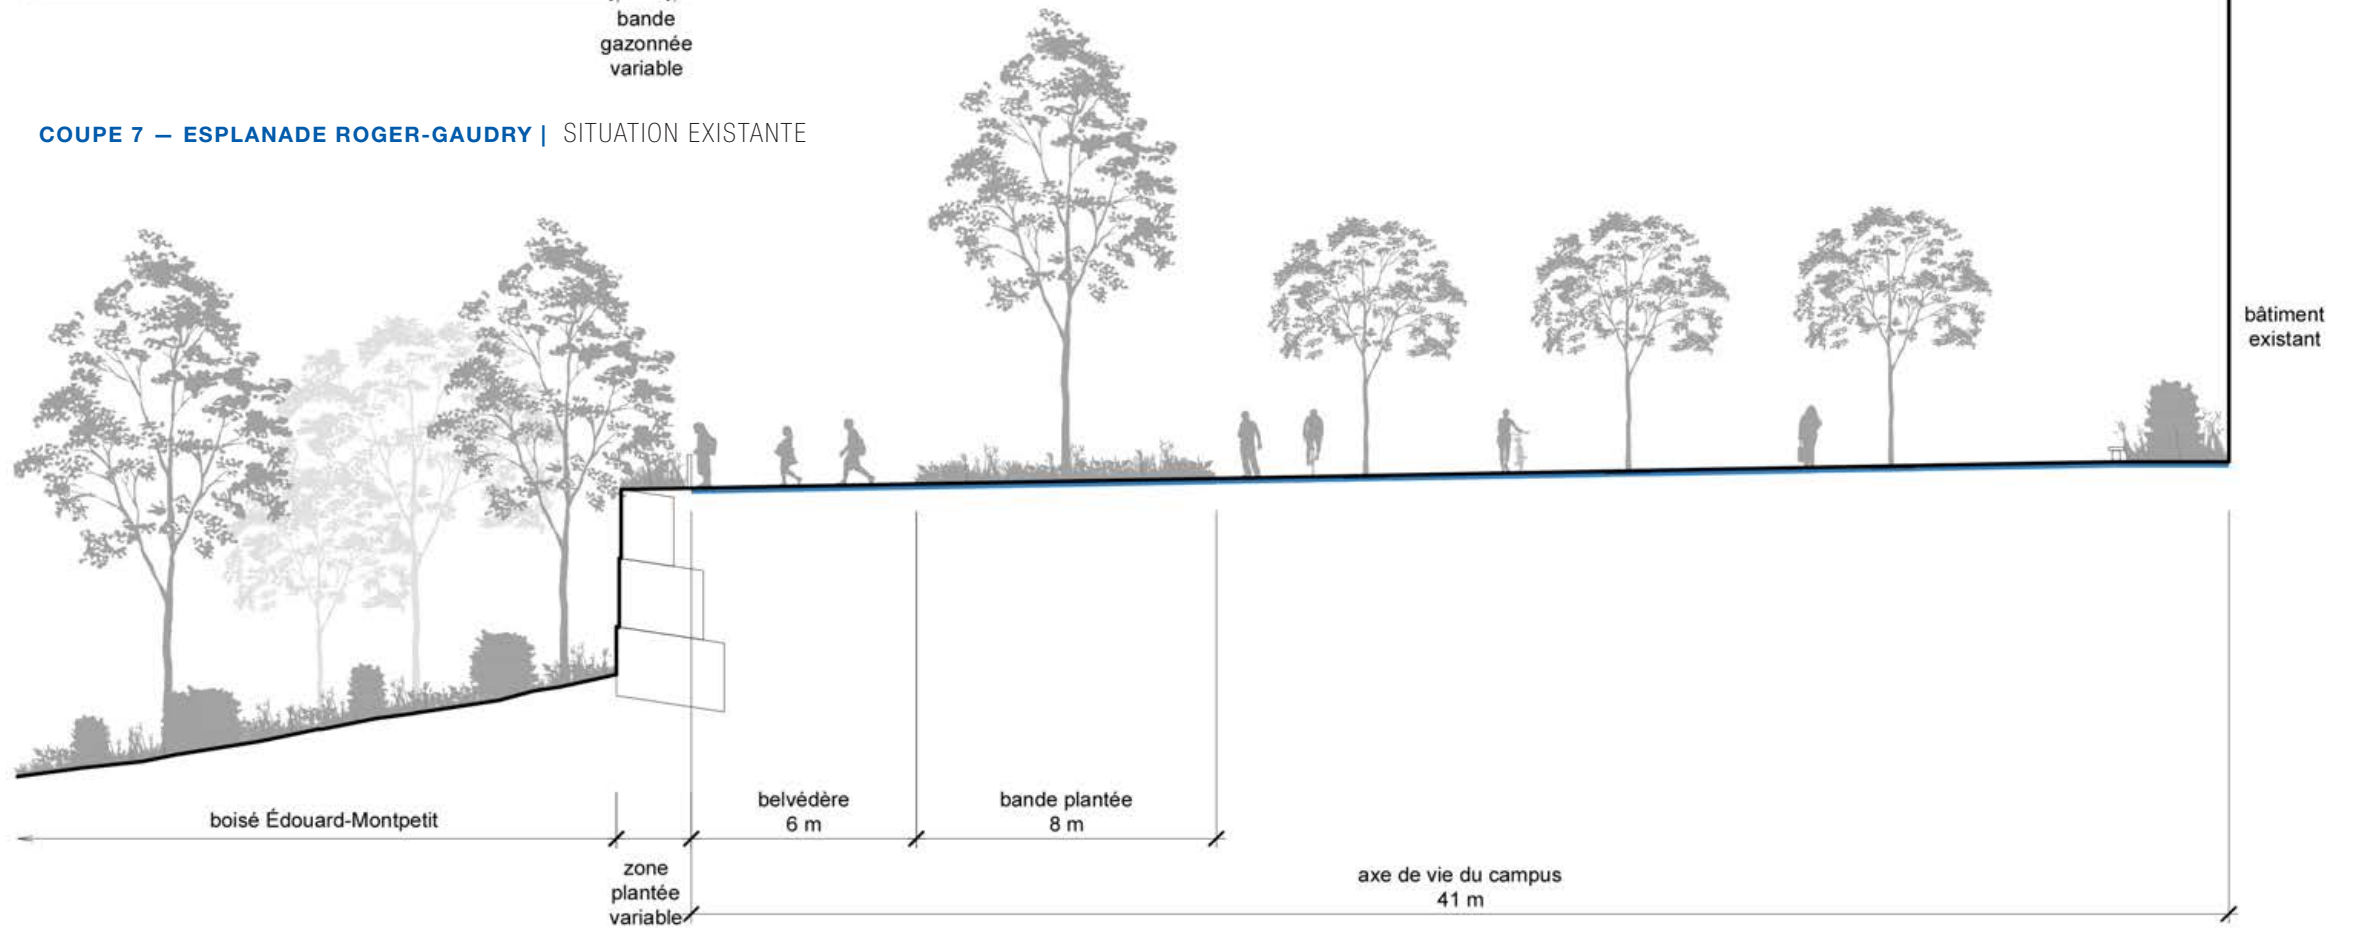 bande
gazonnée
variable
COUPE 7 — ESPLANADE ROGER-GAUDRY | SITUATION EXISTANTE
bâtiment
existant
boisé Édouard-Montpetit
belvédère
6 m
bande plantée
8 m
zone
plantée
variable
axe de vie du campus
41 m